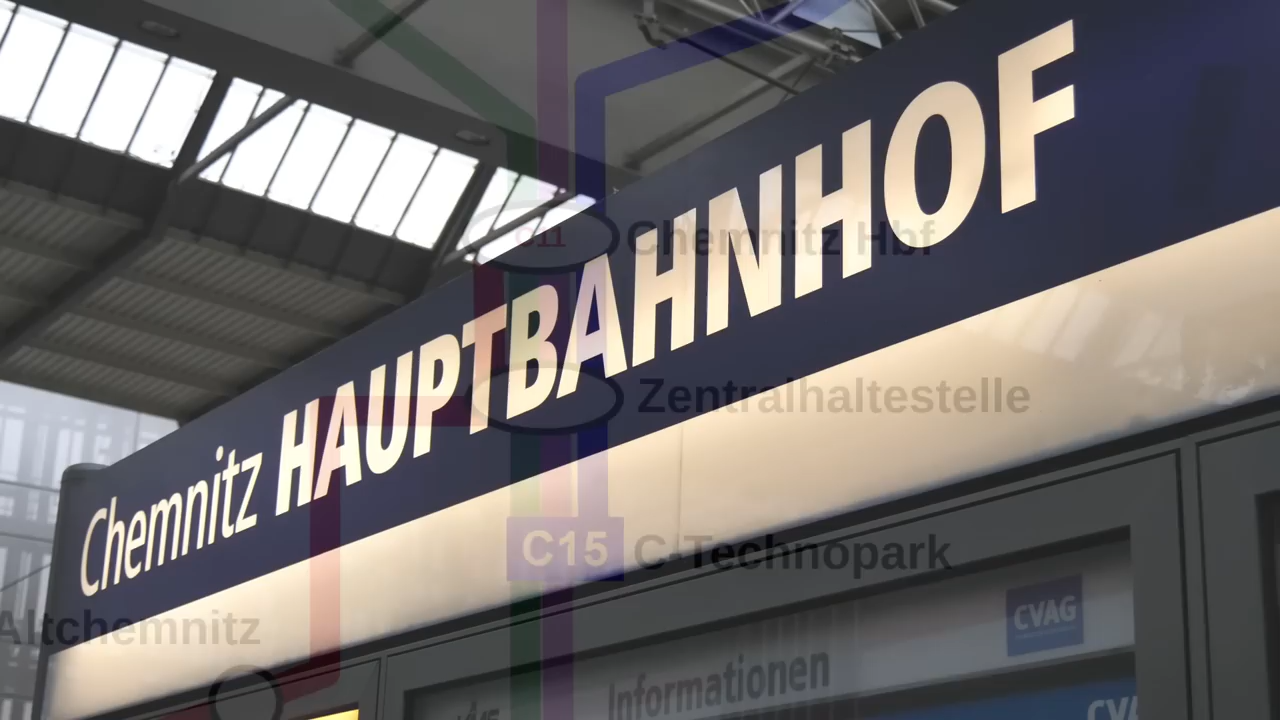 Chemnitz HAUPTBAHNHOF
c11
Chemnitz Hbf
Zentralhaltestelle
C15 C-Technopark
Altchemnitz
CVAG
Informationen